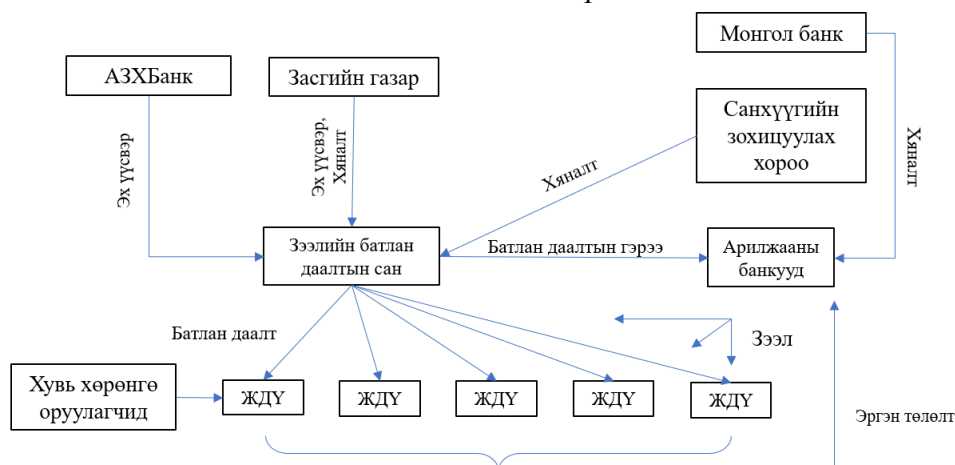 Монгол банк
АЗХБанк
Засгийн газар
Санхүүгийн
зохицуулах
хороо
Эх үүсвэр
Эх үүсвэр,
Хяналт
Хяналт
Хяналт
Зээлийн батлан
даалтын сан
Батлан даалтын гэрээ
Арилжааны
банкууд
Батлан даалт
Зээл
Хувь хөрөнгө
оруулагчид
ЖДҮ
ЖДҮ
ЖДҮ
ЖДҮ
ЖДҮ
Эргэн төлөлт